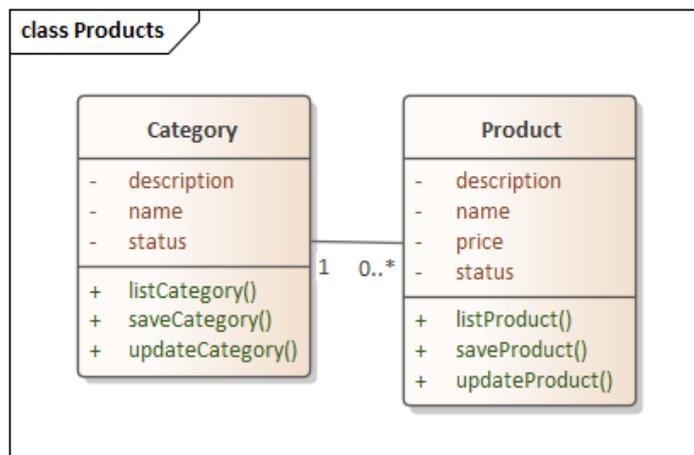 class Products
Category
- description
- name
- status
+ listCategory()
+ saveCategory()
+ updateCategory()
1 0..*
Product
- description
- name
- price
- status
+ listProduct()
+ saveProduct()
+ updateProduct()